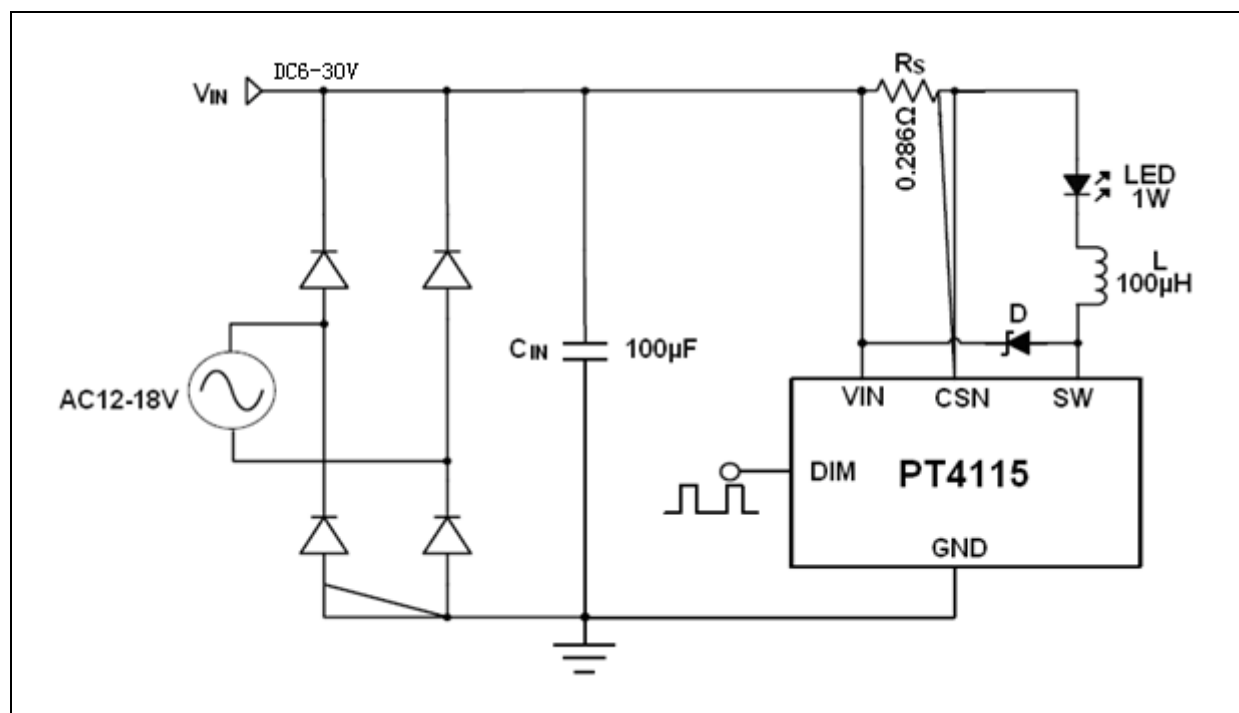 DC6-30V
VIN
RS
0.286Ω
LED
1W
L
100μH
D
CIN 100μF
AC12-18V
VIN CSN SW
DIM PT4115
GND